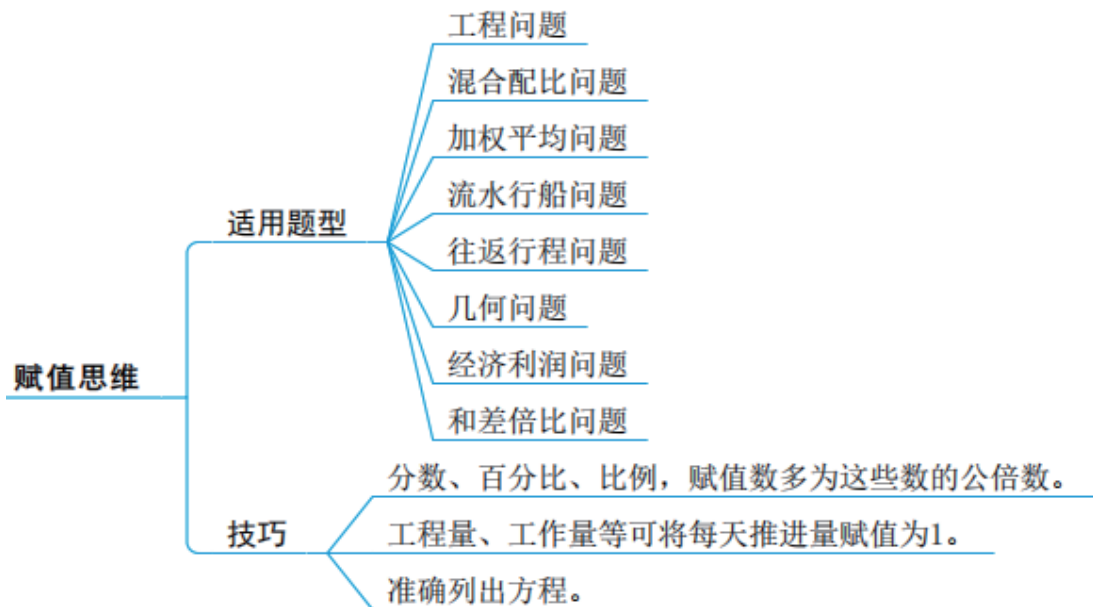 工程问题
混合配比问题
加权平均问题
流水行船问题
适用题型
往返行程问题
几何问题
经济利润问题
赋值思维
和差倍比问题
分数、百分比、比例，赋值数多为这些数的公倍数。
技巧
工程量、工作量等可将每天推进量赋值为1。
准确列出方程。